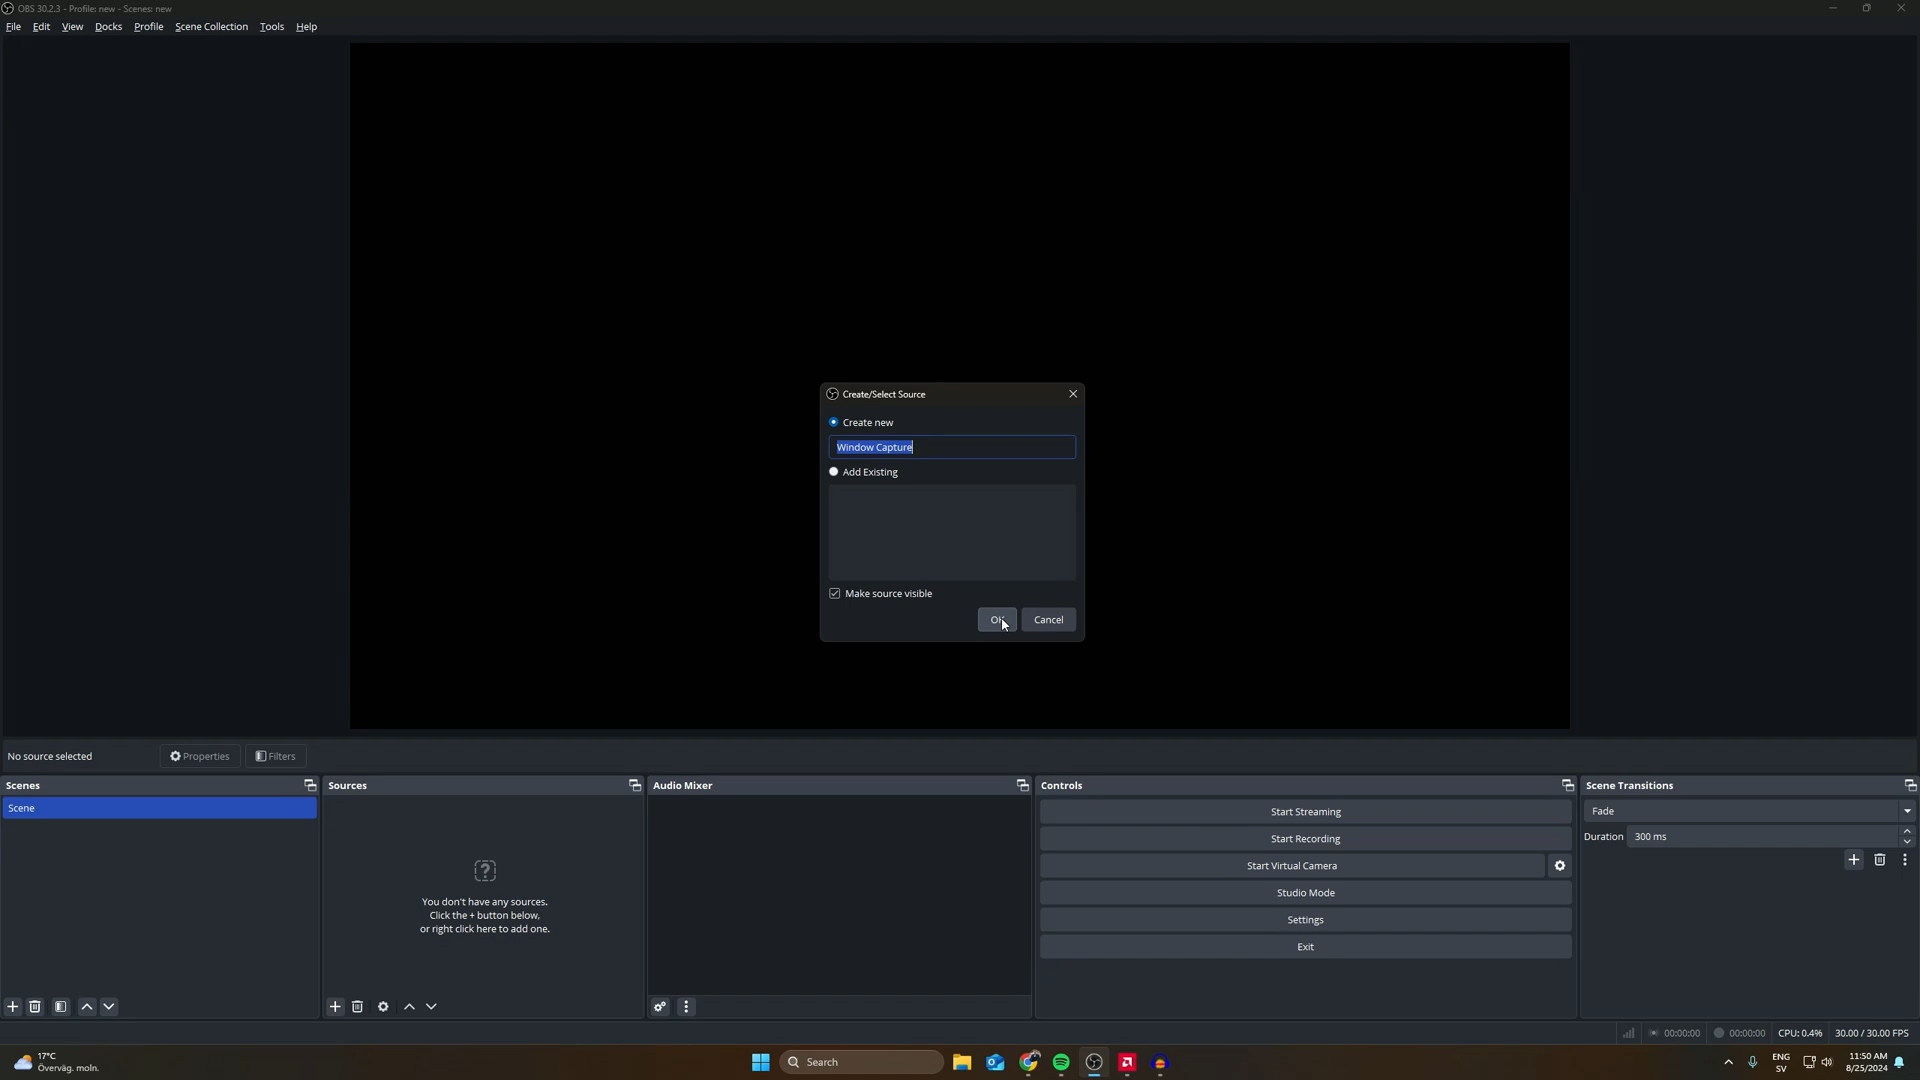 OBS 30.2.3 - Profile: new - Scenes: new
File Edit View Docks Profile Scene Collection Tools Help
Create/Select Source
Create new
Window Capture
Add Existing
Make source visible
OK Cancel
No source selected Properties Filters
Scenes
Scene
Sources
You don't have any sources.
Click the + button below,
or right click here to add one.
Audio Mixer
Controls
Start Streaming
Start Recording
Start Virtual Camera
Studio Mode
Settings
Exit
Scene Transitions
Fade
Duration 300 ms
00:00:00 00:00:00 CPU: 0.4% 30.00 / 30.00 FPS
17°C
Överväg. moln.
Search
ENG
SV
11:50 AM
8/25/2024